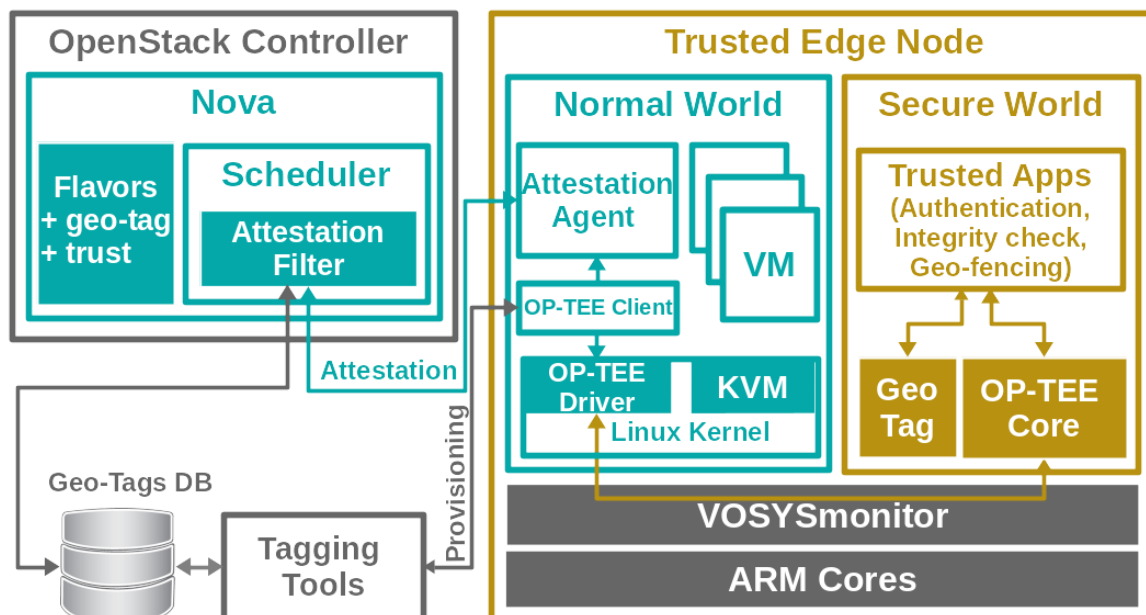 OpenStack Controller
Nova
Flavors
+ geo-tag
+ trust
Scheduler
Attestation
Filter
Attestation
Provisioning
Geo-Tags DB
Tagging
Tools
Trusted Edge Node
Normal World
Attestation
Agent
VM
OP-TEE Client
OP-TEE
Driver
KVM
Linux Kernel
Secure World
Trusted Apps
(Authentication,
Integrity check,
Geo-fencing)
Geo
Tag
OP-TEE
Core
VOSYSmonitor
ARM Cores